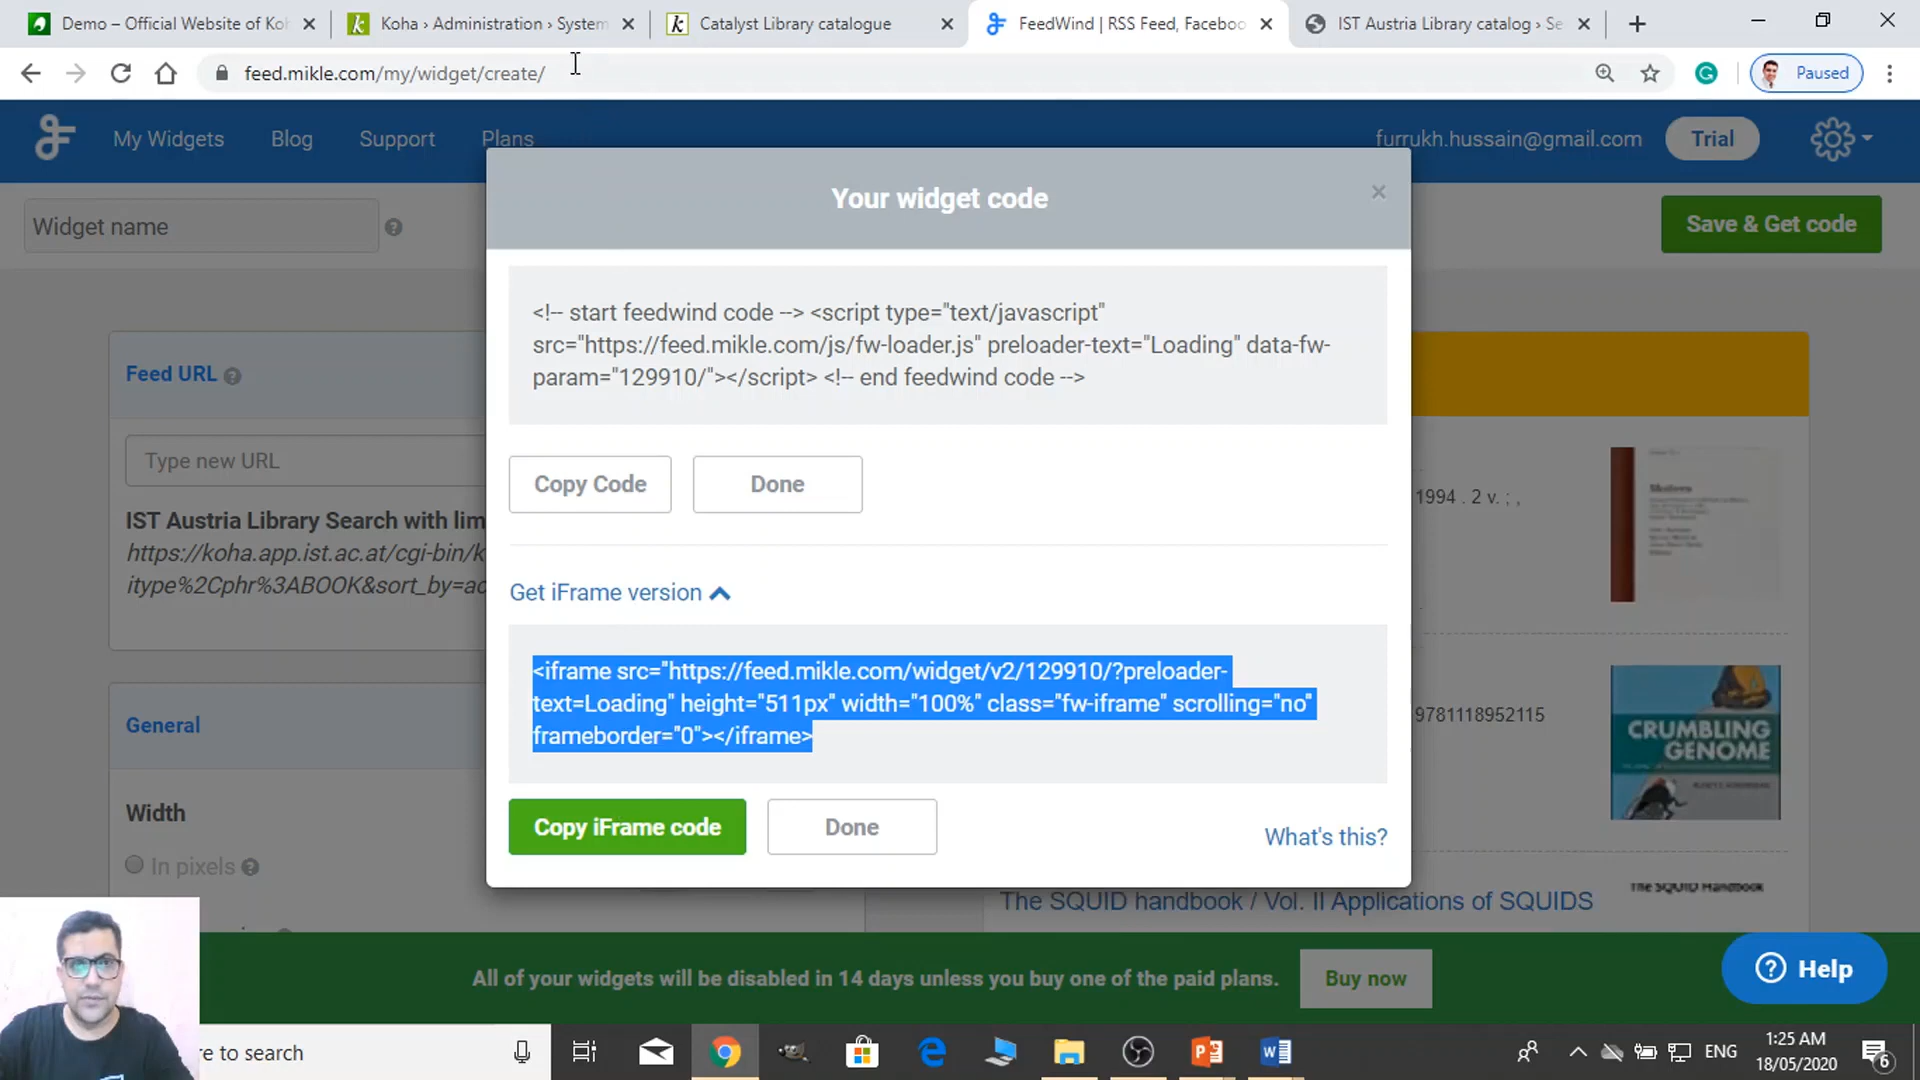 Demo – Official Website of Koh
Koha › Administration › System
Catalyst Library catalogue
FeedWind | RSS Feed, Faceboo
IST Austria Library catalog › Se
feed.mikle.com/my/widget/create/
Paused
My Widgets
Blog
Support
Plans
furrukh.hussain@gmail.com
Trial
Widget name
Save & Get code
Your widget code
<!-- start feedwind code --> <script type="text/javascript"
src="https://feed.mikle.com/js/fw-loader.js" preloader-text="Loading" data-fw-
param="129910/"></script> <!-- end feedwind code -->
Feed URL
Type new URL
Copy Code
Done
1994 . 2 v. ; ,
IST Austria Library Search with lim
https://koha.app.ist.ac.at/cgi-bin/k
itype%2Cphr%3ABOOK&sort_by=ac
Get iFrame version
<iframe src="https://feed.mikle.com/widget/v2/129910/?preloader-
text=Loading" height="511px" width="100%" class="fw-iframe" scrolling="no"
frameborder="0"></iframe>
9781118952115
CRUMBLING
GENOME
General
Width
In pixels
Copy iFrame code
Done
What's this?
The SQUID handbook / Vol. II Applications of SQUIDS
The SQUID Handbook
All of your widgets will be disabled in 14 days unless you buy one of the paid plans.
Buy now
Help
re to search
ENG
1:25 AM
18/05/2020
6